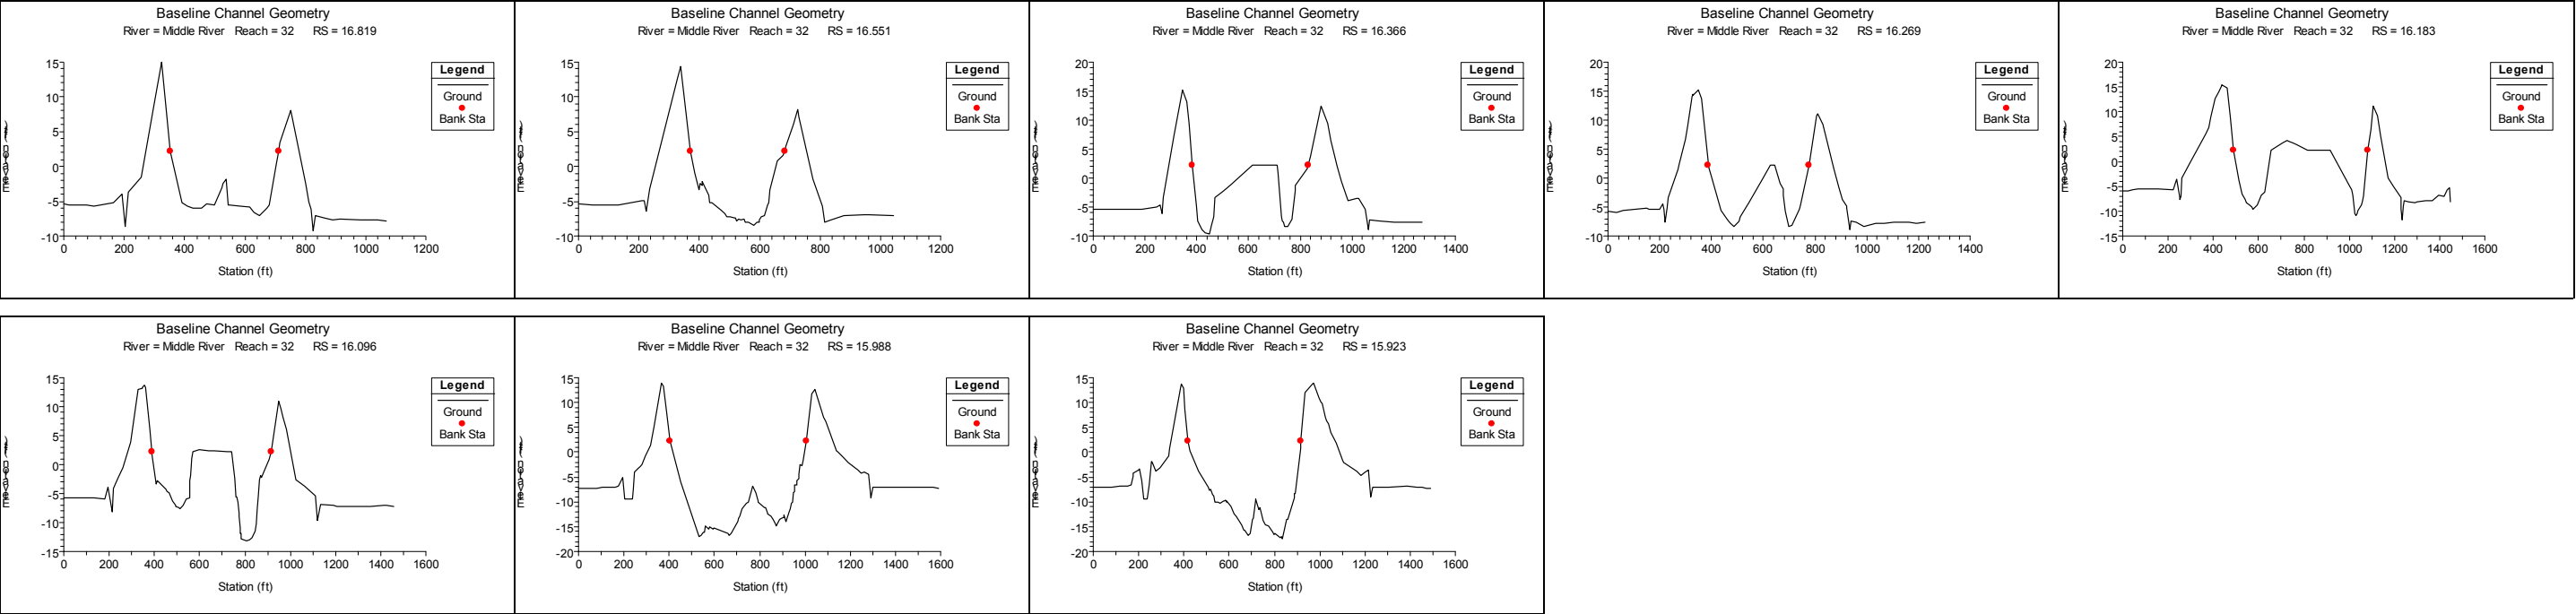 Baseline Channel Geometry
River = Middle River Reach = 32 RS = 16.819
15
10
5
0
-5
-10
0 200 400 600 800 1000 1200
Station (ft)
Legend
Ground
Bank Sta
Baseline Channel Geometry
River = Middle River Reach = 32 RS = 16.551
15
10
5
0
-5
-10
0 200 400 600 800 1000 1200
Station (ft)
Legend
Ground
Bank Sta
Baseline Channel Geometry
River = Middle River Reach = 32 RS = 16.366
20
15
10
5
0
-5
-10
0 200 400 600 800 1000 1200 1400
Station (ft)
Legend
Ground
Bank Sta
Baseline Channel Geometry
River = Middle River Reach = 32 RS = 16.269
20
15
10
5
0
-5
-10
0 200 400 600 800 1000 1200 1400
Station (ft)
Legend
Ground
Bank Sta
Baseline Channel Geometry
River = Middle River Reach = 32 RS = 16.183
20
15
10
5
0
-5
-10
-15
0 200 400 600 800 1000 1200 1400 1600
Station (ft)
Legend
Ground
Bank Sta
Baseline Channel Geometry
River = Middle River Reach = 32 RS = 16.096
15
10
5
0
-5
-10
-15
0 200 400 600 800 1000 1200 1400 1600
Station (ft)
Legend
Ground
Bank Sta
Baseline Channel Geometry
River = Middle River Reach = 32 RS = 15.988
15
10
5
0
-5
-10
-15
-20
0 200 400 600 800 1000 1200 1400 1600
Station (ft)
Legend
Ground
Bank Sta
Baseline Channel Geometry
River = Middle River Reach = 32 RS = 15.923
15
10
5
0
-5
-10
-15
-20
0 200 400 600 800 1000 1200 1400 1600
Station (ft)
Legend
Ground
Bank Sta